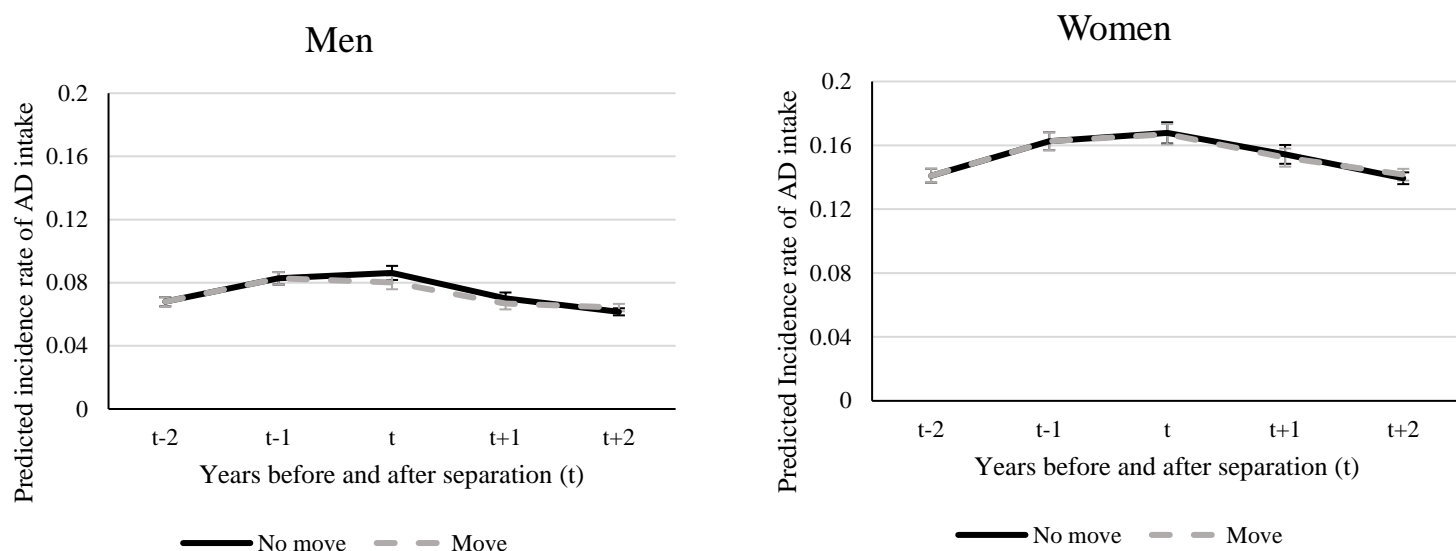 Men
Predicted incidence rate of AD intake
0.2
0.16
0.12
0.08
0.04
0
t-2 t-1 t t+1 t+2
Years before and after separation (t)
No move Move
Women
Predicted Incidence rate of AD intake
0.2
0.16
0.12
0.08
0.04
0
t-2 t-1 t t+1 t+2
Years before and after separation (t)
No move Move